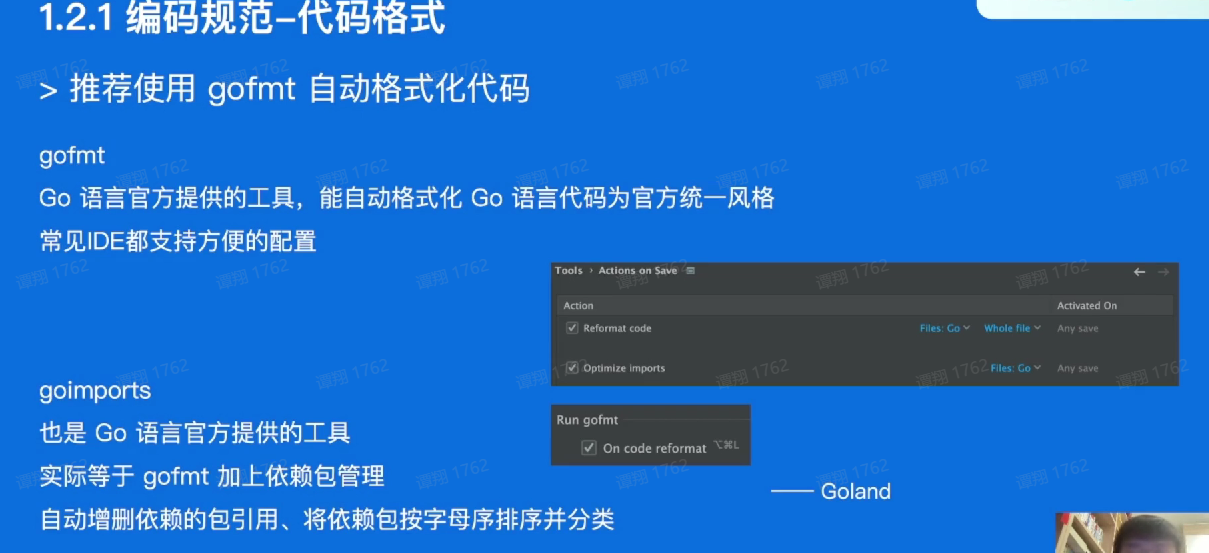 1.2.1 编码规范-代码格式
> 推荐使用 gofmt 自动格式化代码
gofmt
Go 语言官方提供的工具，能自动格式化 Go 语言代码为官方统一风格
常见IDE都支持方便的配置
Tools › Actions on Save
Action Activated On
Reformat code Files: Go Whole file Any save
Optimize imports Files: Go Any save
goimports
也是 Go 语言官方提供的工具
实际等于 gofmt 加上依赖包管理
自动增删依赖的包引用、将依赖包按字母序排序并分类
Run gofmt
On code reformat ⌥⌘L
—— Goland
谭翔 1762